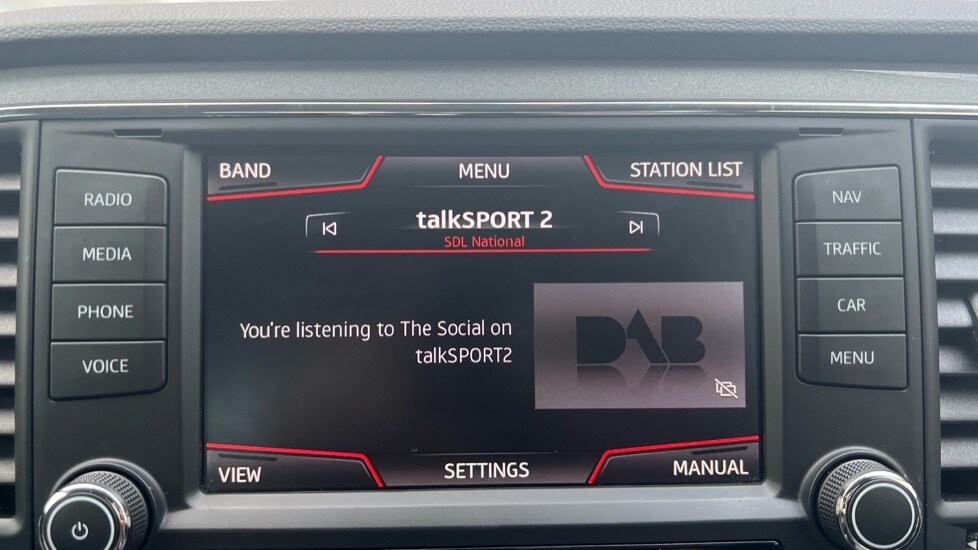 BAND
MENU
STATION LIST
talkSPORT 2
SDL National
You're listening to The Social on
talkSPORT2
DAB
VIEW
SETTINGS
MANUAL
RADIO
MEDIA
PHONE
VOICE
NAV
TRAFFIC
CAR
MENU